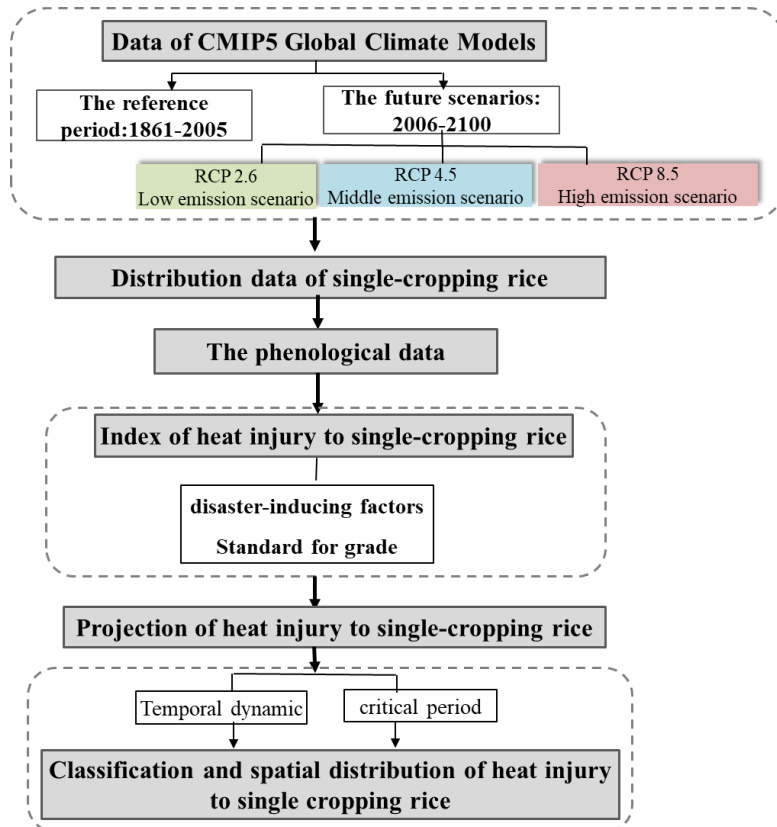 Data of CMIP5 Global Climate Models
The reference
period:1861-2005
The future scenarios:
2006-2100
RCP 2.6
Low emission scenario
RCP 4.5
Middle emission scenario
RCP 8.5
High emission scenario
Distribution data of single-cropping rice
The phenological data
Index of heat injury to single-cropping rice
disaster-inducing factors
Standard for grade
Projection of heat injury to single-cropping rice
Temporal dynamic
critical period
Classification and spatial distribution of heat injury
to single cropping rice